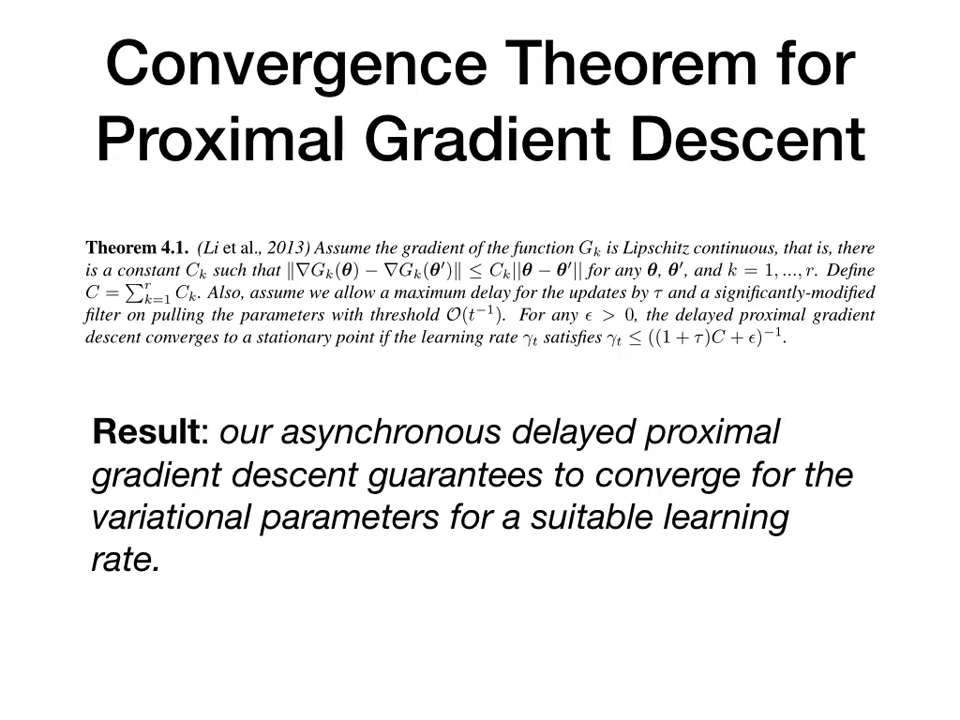 Convergence Theorem for
Proximal Gradient Descent
Theorem 4.1. (Li et al., 2013) Assume the gradient of the function G_k is Lipschitz continuous, that is, there
is a constant C_k such that ‖∇G_k(θ) − ∇G_k(θ′)‖ ≤ C_k||θ − θ′|| for any θ, θ′, and k = 1, ..., r. Define
C = ∑_{k=1}^{r} C_k. Also, assume we allow a maximum delay for the updates by τ and a significantly-modified
filter on pulling the parameters with threshold O(t^{−1}). For any ϵ > 0, the delayed proximal gradient
descent converges to a stationary point if the learning rate γ_t satisfies γ_t ≤ ((1 + τ)C + ϵ)^{−1}.
Result: our asynchronous delayed proximal
gradient descent guarantees to converge for the
variational parameters for a suitable learning
rate.